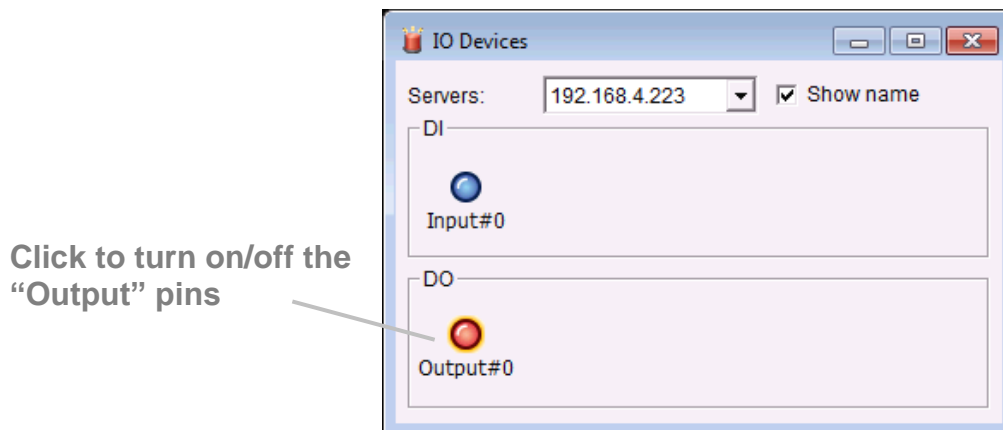 IO Devices
Servers: 192.168.4.223 Show name
DI
Input#0
Click to turn on/off the
“Output” pins
DO
Output#0